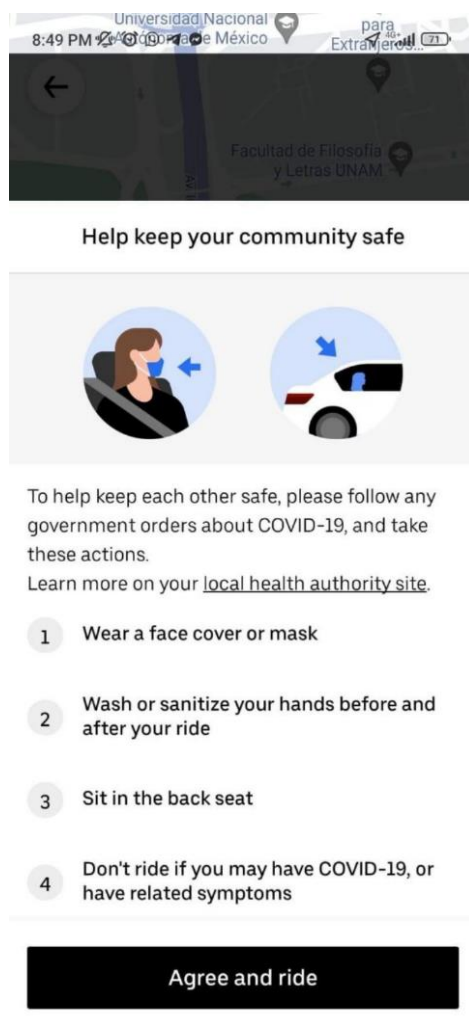 Universidad Nacional
de México
para
Extranjeros...
8:49 PM
4G+
71
Facultad de Filosofía
y Letras UNAM
Help keep your community safe
To help keep each other safe, please follow any
government orders about COVID-19, and take
these actions.
Learn more on your local health authority site.
1 Wear a face cover or mask
2 Wash or sanitize your hands before and
after your ride
3 Sit in the back seat
4 Don't ride if you may have COVID-19, or
have related symptoms
Agree and ride